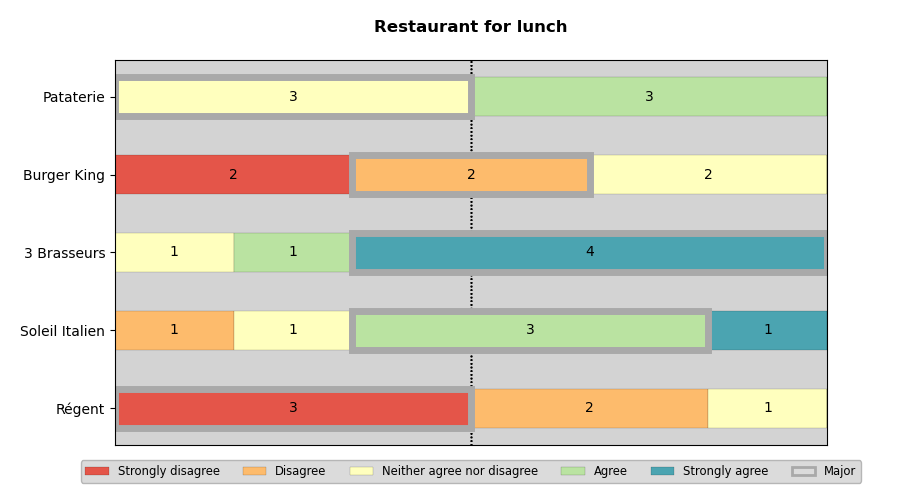 Restaurant for lunch
Pataterie 3 3
Burger King 2 2 2
3 Brasseurs 1 1 4
Soleil Italien 1 1 3 1
Régent 3 2 1
Strongly disagree Disagree Neither agree nor disagree Agree Strongly agree Major